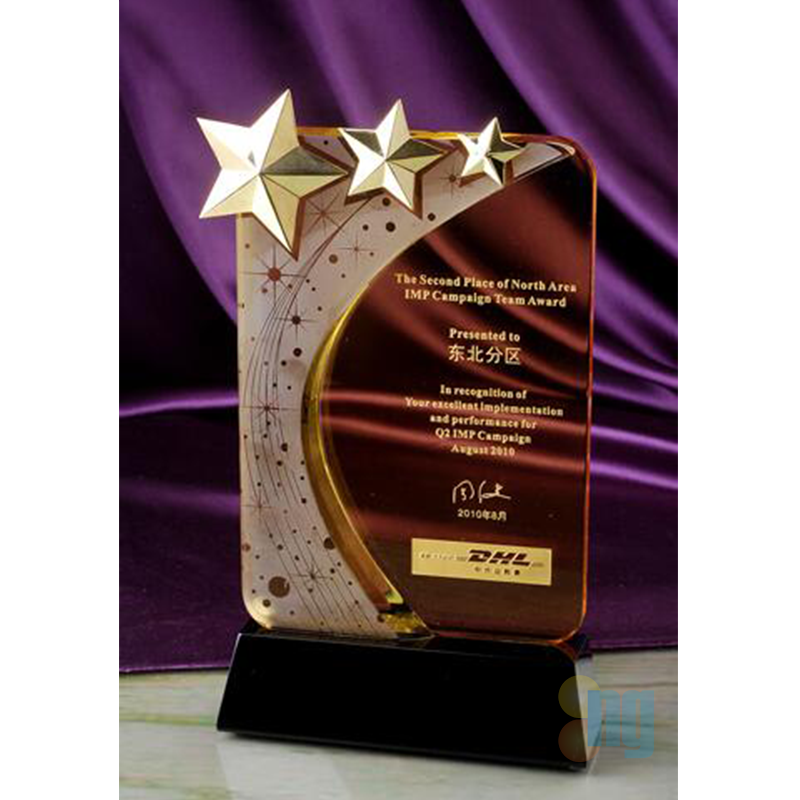 The Second Place of North Area
IMP Campaign Team Award
Presented to
东北分区
In recognition of
Your excellent implementation
and performance for
Q2 IMP Campaign
August 2010
2010年8月
DHL